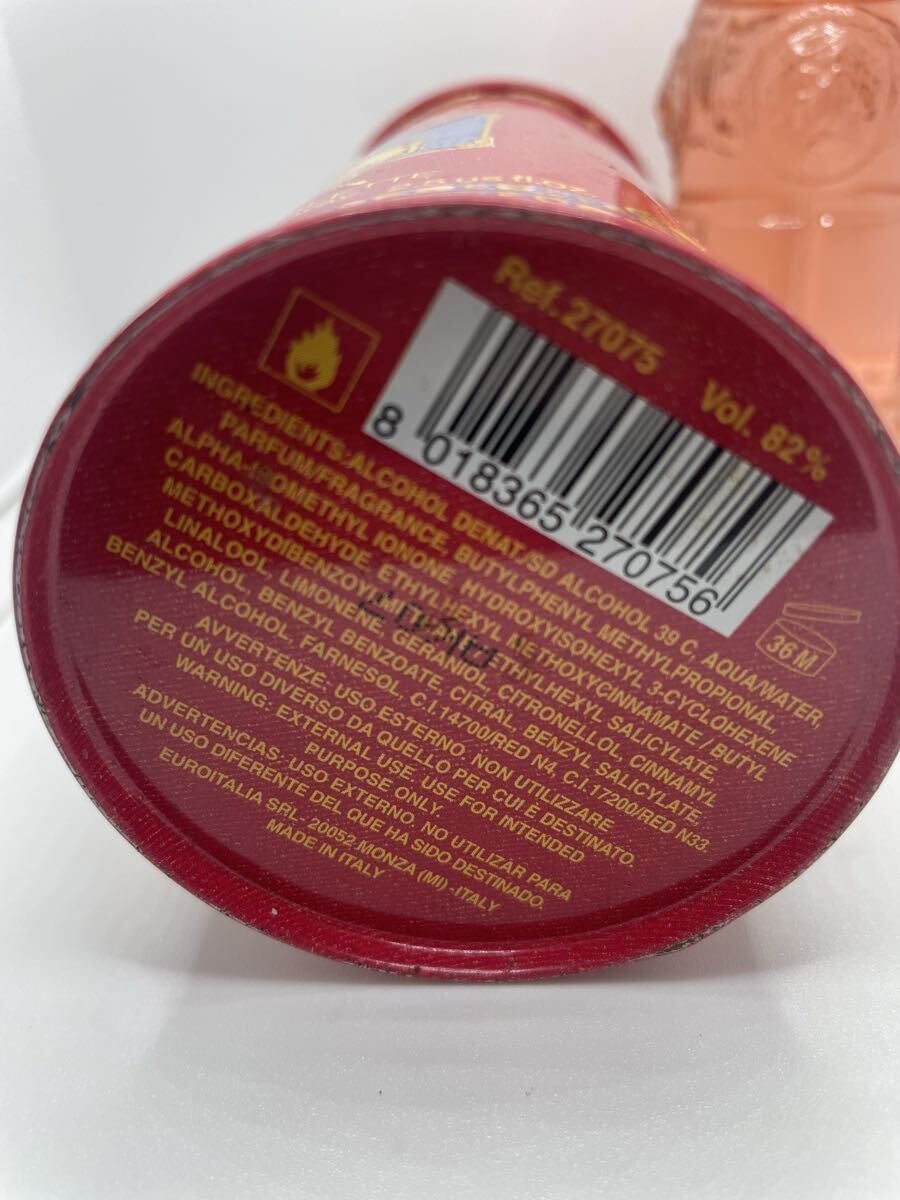 Ref.27075 Vol. 82%
8 018365 270756
36 M
INGREDIENTS: ALCOHOL DENAT./SD ALCOHOL 39 C, AQUA/WATER,
PARFUM/FRAGRANCE, BUTYLPHENYL METHYLPROPIONAL,
ALPHA-ISOMETHYL IONONE, HYDROXYISOHEXYL 3-CYCLOHEXENE
CARBOXALDEHYDE, ETHYLHEXYL METHOXYCINNAMATE / BUTYL
METHOXYDIBENZOYLMETHANE / ETHYLHEXYL SALICYLATE,
LINALOOL, LIMONENE, GERANIOL, CITRONELLOL, CINNAMYL
ALCOHOL, BENZYL BENZOATE, CITRAL, BENZYL SALICYLATE,
BENZYL ALCOHOL, FARNESOL, C.I.14700/RED N4, C.I.17200/RED N33.
AVVERTENZE. USO ESTERNO. NON UTILIZZARE
PER UN USO DIVERSO DA QUELLO PER CUI È DESTINATO.
WARNING: EXTERNAL USE. USE FOR INTENDED
PURPOSE ONLY.
ADVERTENCIAS, USO EXTERNO. NO UTILIZAR PARA
UN USO DIFERENTE DEL QUE HA SIDO DESTINADO.
EUROITALIA SRL - 20052 MONZA (MI) - ITALY
MADE IN ITALY